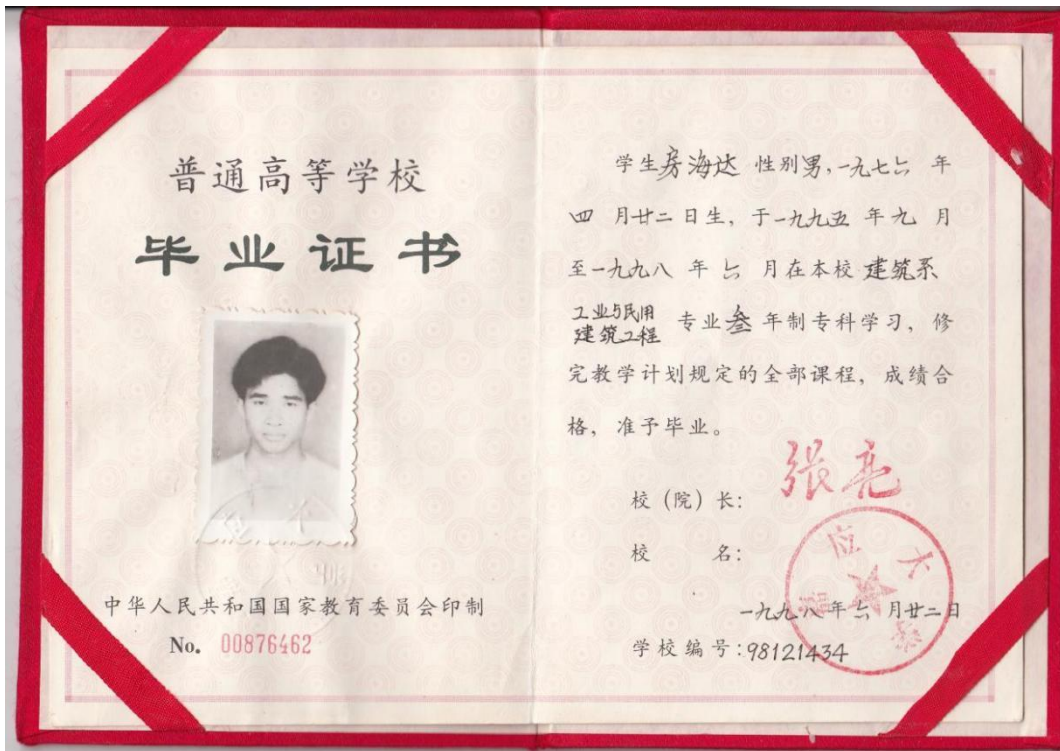 普通高等学校
毕业证书
中华人民共和国国家教育委员会印制
No. 00876462
学生房海达 性别男,一九七六 年
四 月廿二日生, 于一九九五 年九 月
至一九九八 年六 月在本校 建筑系
工业与民用
建筑工程 专业叁 年制专科学习, 修
完教学计划规定的全部课程, 成绩合
格, 准予毕业。
校 (院) 长: 张亮
校 名:
一九九八年六月廿二日
学校编号:98121434